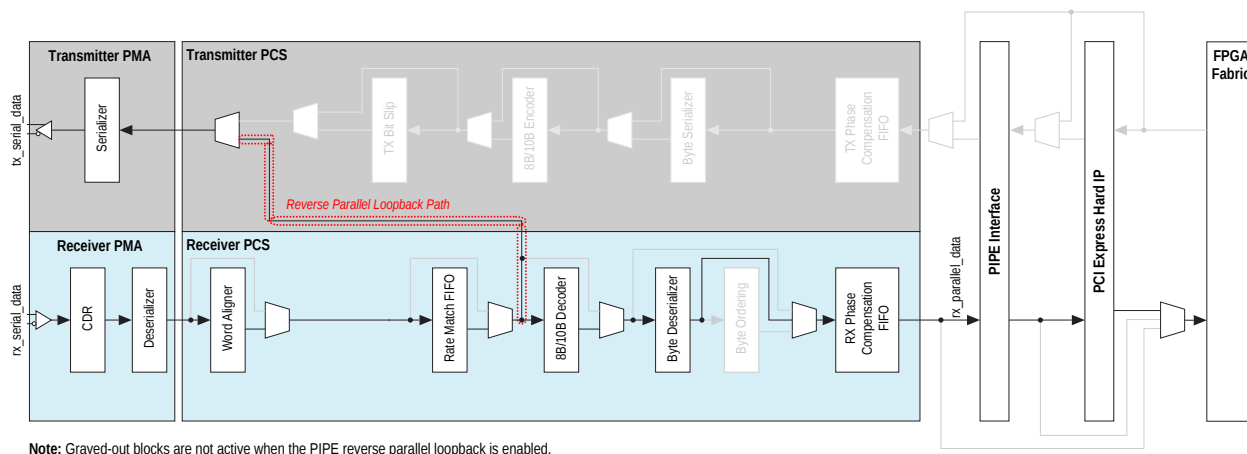 Transmitter PMA
Transmitter PCS
FPGA
Fabric
tx_serial_data
Serializer
TX Bit Slip
8B/10B Encoder
Byte Serializer
TX Phase
Compensation
FIFO
PIPE Interface
PCI Express Hard IP
Reverse Parallel Loopback Path
Receiver PMA
Receiver PCS
rx_serial_data
CDR
Deserializer
Word Aligner
Rate Match FIFO
8B/10B Decoder
Byte Deserializer
Byte Ordering
RX Phase
Compensation
FIFO
rx_parallel_data
Note: Grayed-out blocks are not active when the PIPE reverse parallel loopback is enabled.